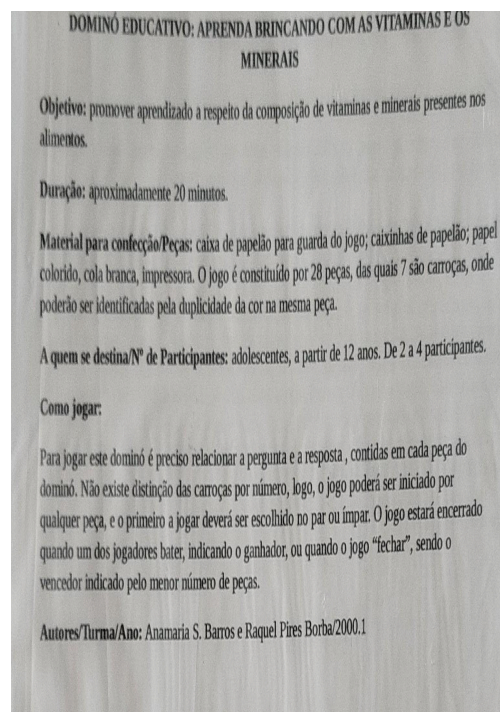 DOMINÓ EDUCATIVO: APRENDA BRINCANDO COM AS VITAMINAS E OS
MINERAIS
Objetivo: promover aprendizado a respeito da composição de vitaminas e minerais presentes nos
alimentos.
Duração: aproximadamente 20 minutos.
Material para confecção/Peças: caixa de papelão para guarda do jogo; caixinhas de papelão; papel
colorido, cola branca, impressora. O jogo é constituído por 28 peças, das quais 7 são carroças, onde
poderão ser identificadas pela duplicidade da cor na mesma peça.
A quem se destina/Nº de Participantes: adolescentes, a partir de 12 anos. De 2 a 4 participantes.
Como jogar:
Para jogar este dominó é preciso relacionar a pergunta e a resposta , contidas em cada peça do
dominó. Não existe distinção das carroças por número, logo, o jogo poderá ser iniciado por
qualquer peça, e o primeiro a jogar deverá ser escolhido no par ou ímpar. O jogo estará encerrado
quando um dos jogadores bater, indicando o ganhador, ou quando o jogo “fechar”, sendo o
vencedor indicado pelo menor número de peças.
Autores/Turma/Ano: Anamaria S. Barros e Raquel Pires Borba/2000.1